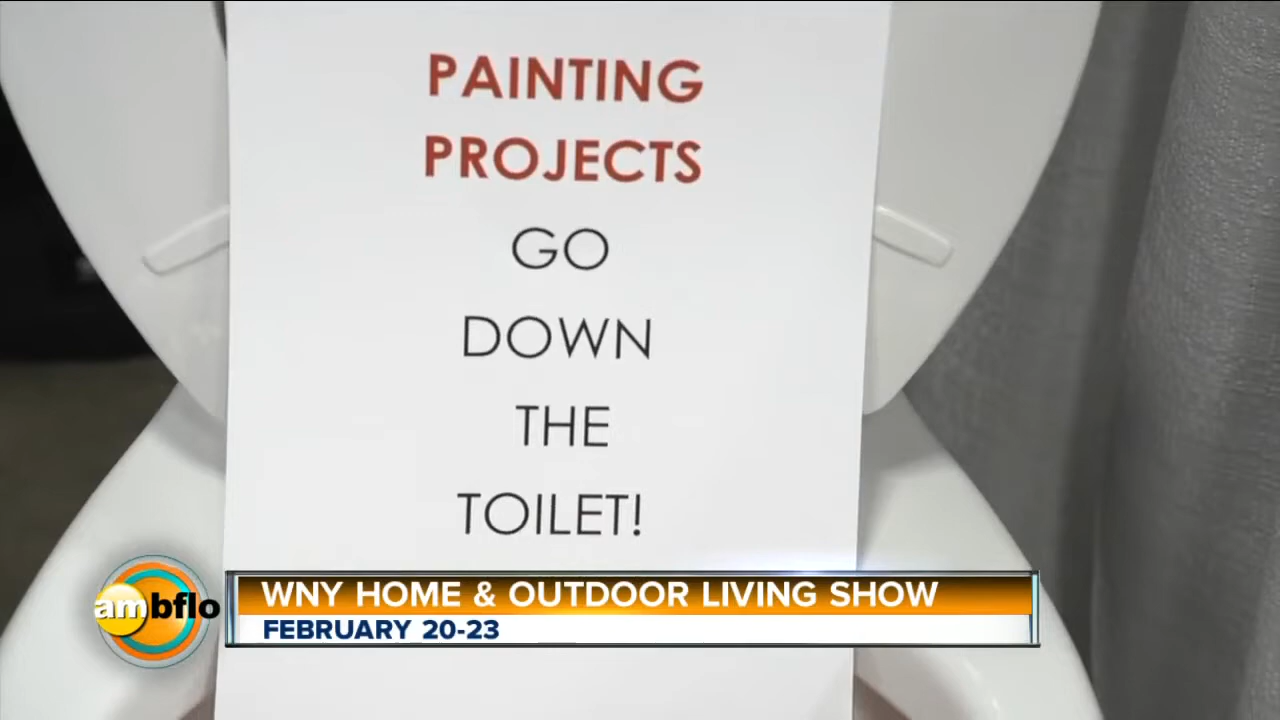 PAINTING
PROJECTS
GO
DOWN
THE
TOILET!
ambflo
WNY HOME & OUTDOOR LIVING SHOW
FEBRUARY 20-23